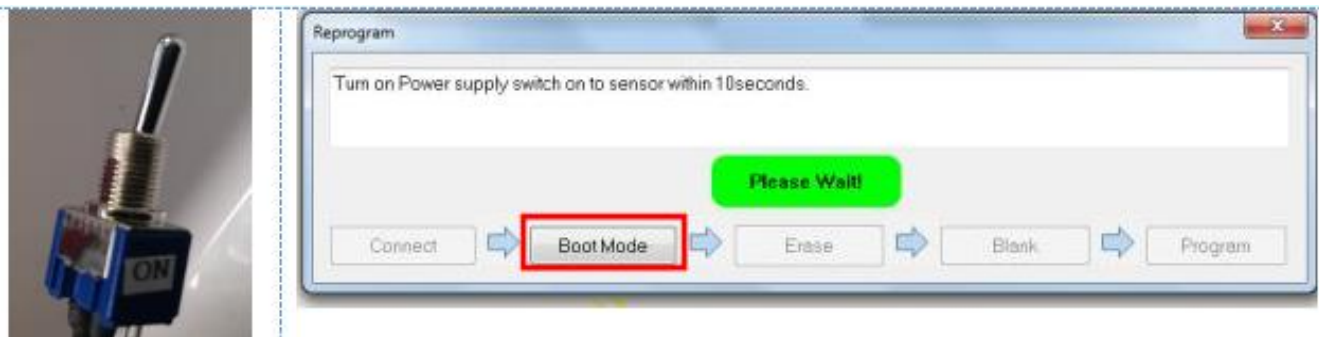 ON
Reprogram
Turn on Power supply switch on to sensor within 10seconds.
Please Wait!
Connect
Boot Mode
Erase
Blank
Program